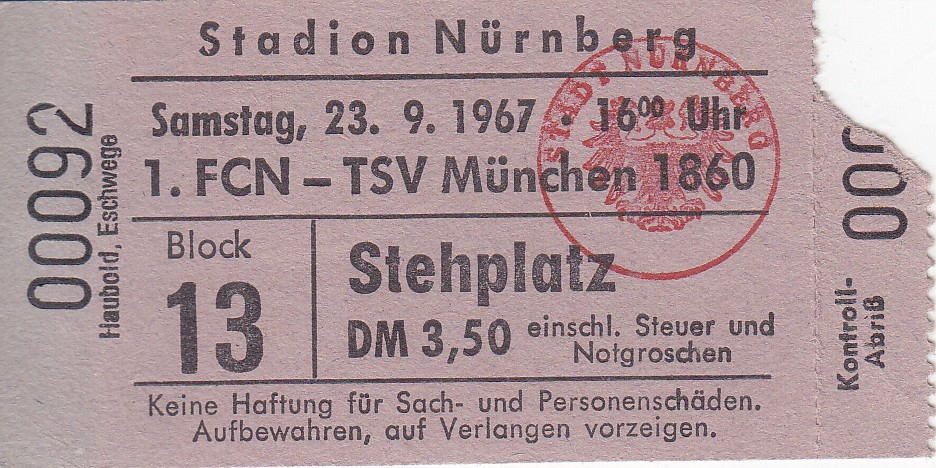 Stadion Nürnberg
Samstag, 23. 9. 1967 · 16⁰⁰ Uhr
1. FCN – TSV München 1860
Block
13
Stehplatz
DM 3,50 einschl. Steuer und
Notgroschen
Keine Haftung für Sach- und Personenschäden.
Aufbewahren, auf Verlangen vorzeigen.
00092
Haubold, Eschwege
STADT NÜRNBERG
00
Kontroll-
Abriß